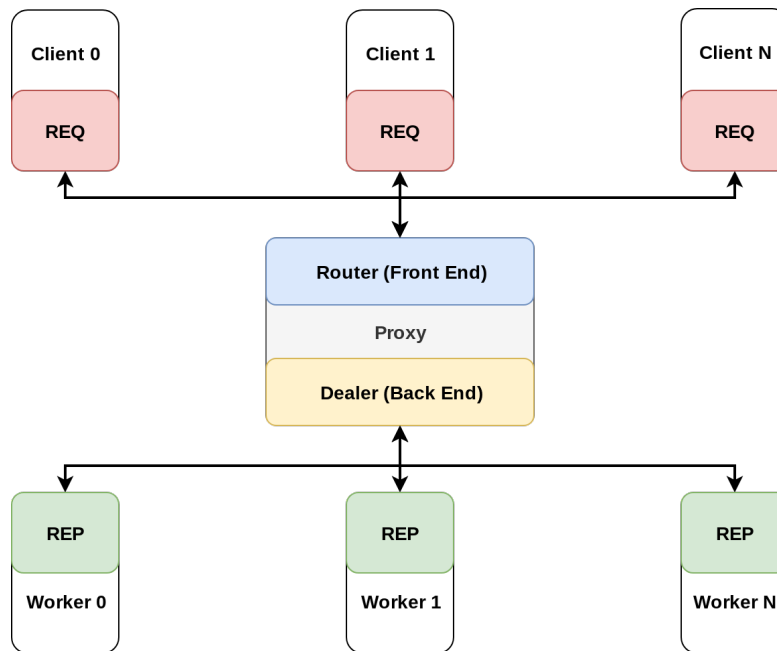 Client 0
Client 1
Client N
REQ
REQ
REQ
Router (Front End)
Proxy
Dealer (Back End)
REP
REP
REP
Worker 0
Worker 1
Worker N